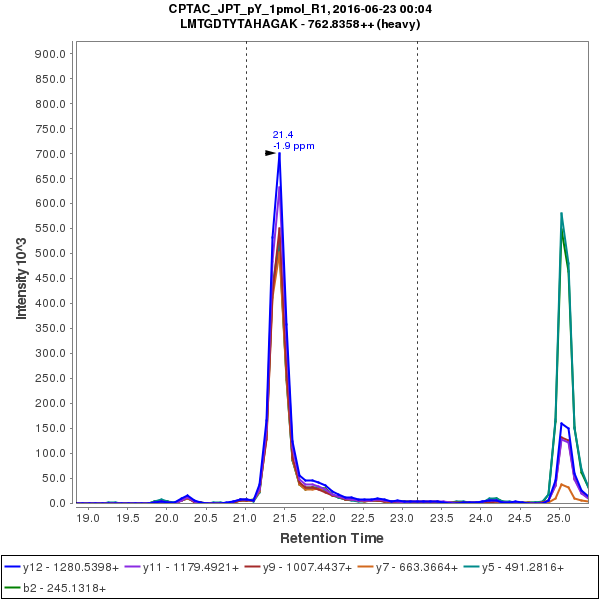 CPTAC_JPT_pY_1pmol_R1, 2016-06-23 00:04
LMTGDTYTAHAGAK - 762.8358++ (heavy)
900.0
850.0
800.0
750.0
700.0
650.0
600.0
550.0
500.0
450.0
400.0
350.0
300.0
250.0
200.0
150.0
100.0
50.0
0.0
Intensity 10^3
21.4
-1.9 ppm
19.0 19.5 20.0 20.5 21.0 21.5 22.0 22.5 23.0 23.5 24.0 24.5 25.0
Retention Time
y12 - 1280.5398+ y11 - 1179.4921+ y9 - 1007.4437+ y7 - 663.3664+ y5 - 491.2816+
b2 - 245.1318+